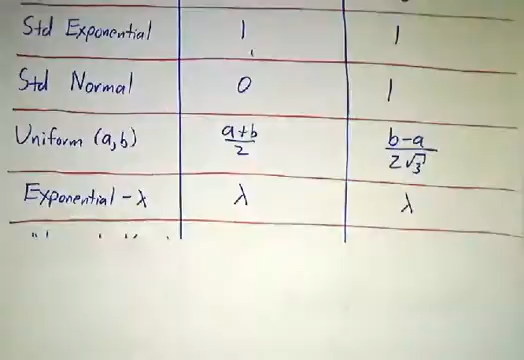 Std Exponential 1 1
Std Normal 0 1
Uniform (a,b) a+b/2 b-a/2√3
Exponential - λ λ λ